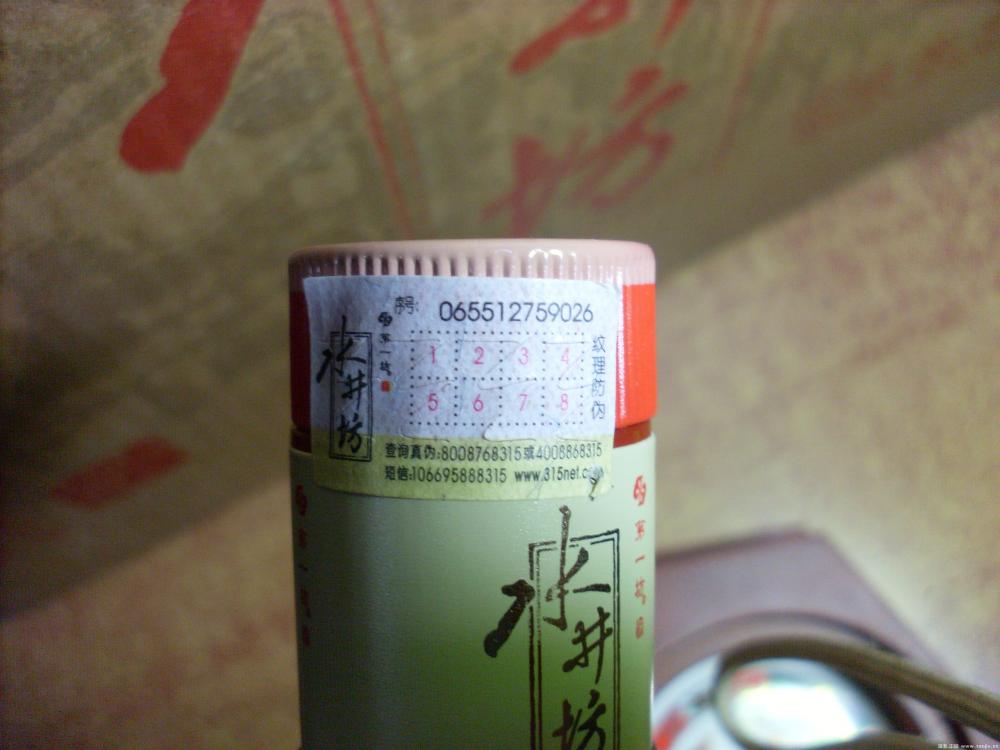 坊
序号: 065512759026
第一坊
水井坊
1 2 3 4
5 6 7 8
纹理防伪
查询真伪:8008768315或4008868315
短信:106695888315 www.315net.c
第一坊
水井坊